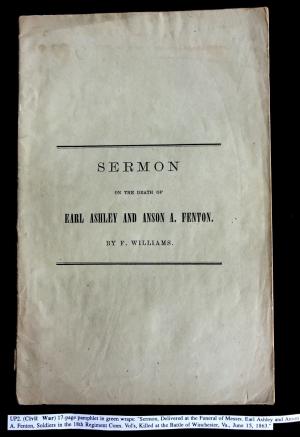 SERMON
ON THE DEATH OF
EARL ASHLEY AND ANSON A. FENTON.
BY F. WILLIAMS.
UP2. (Civil War) 17-page pamphlet in green wraps: "Sermon, Delivered at the Funeral of Messrs. Earl Ashley and Anson
A. Fenton, Soldiers in the 18th Regiment Conn. Vol's, Killed at the Battle of Winchester, Va., June 15, 1863."